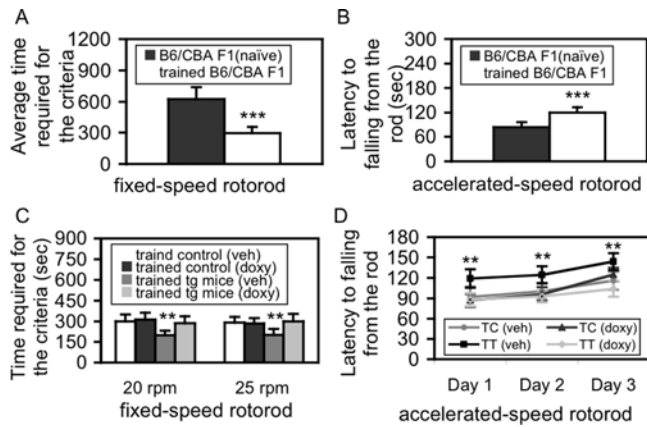 A
Average time
required for
the criteria
1200
900
600
300
0
B6/CBA F1(naïve)
trained B6/CBA F1
***
fixed-speed rotorod
B
Latency to
falling from the
rod (sec)
300
240
180
120
60
0
B6/CBA F1(naïve)
trained B6/CBA F1
***
accelerated-speed rotorod
C
Time required for
the criteria (sec)
900
750
600
450
300
150
0
traind control (veh)
trained control (doxy)
trained tg mice (veh)
trained tg mice (doxy)
**
**
20 rpm
25 rpm
fixed-speed rotorod
D
Latency to falling
from the rod
180
150
120
90
60
30
0
**
**
**
TC (veh)
TC (doxy)
TT (veh)
TT (doxy)
Day 1
Day 2
Day 3
accelerated-speed rotorod